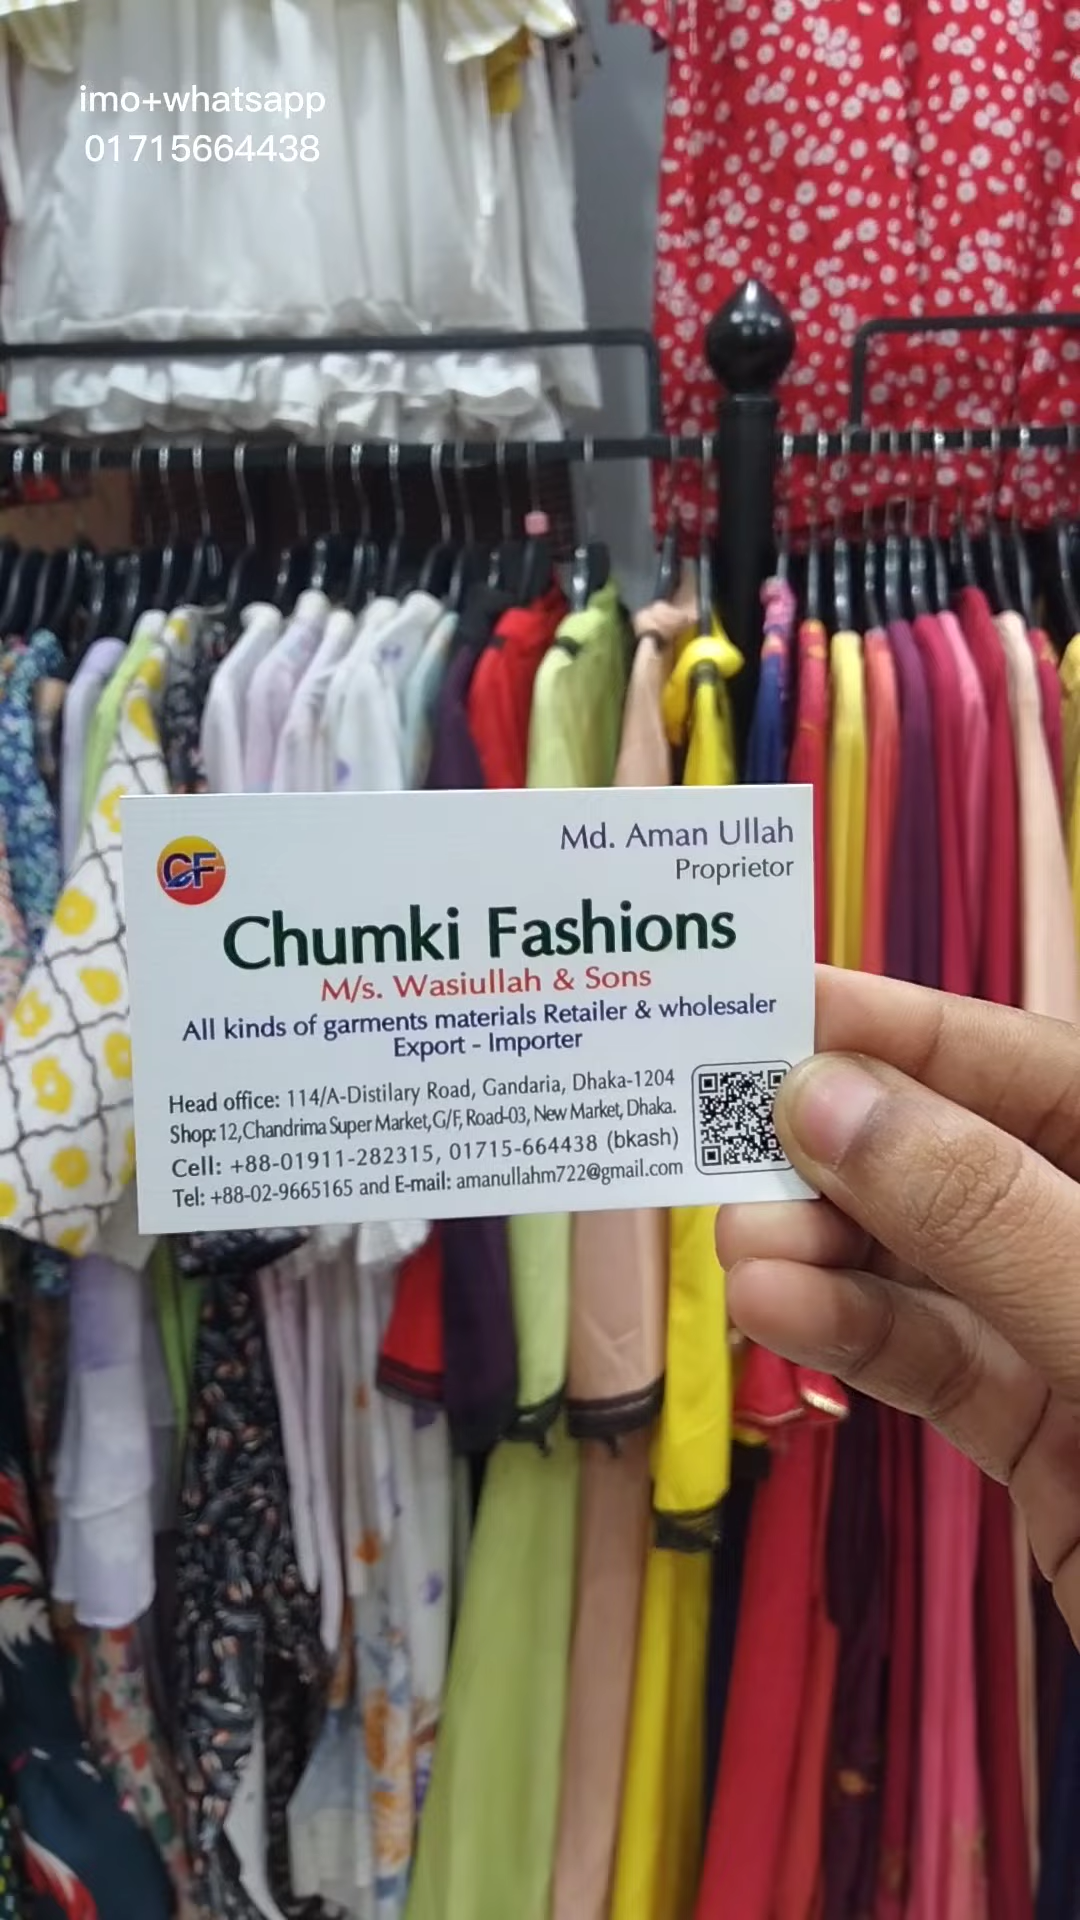 imo+whatsapp
01715664438
CF
Md. Aman Ullah
Proprietor
Chumki Fashions
M/s. Wasiullah & Sons
All kinds of garments materials Retailer & wholesaler
Export - Importer
Head office: 114/A-Distilary Road, Gandaria, Dhaka-1204
Shop: 12, Chandrima Super Market, G/F, Road-03, New Market, Dhaka.
Cell: +88-01911-282315, 01715-664438 (bkash)
Tel: +88-02-9665165 and E-mail: amanullahm722@gmail.com